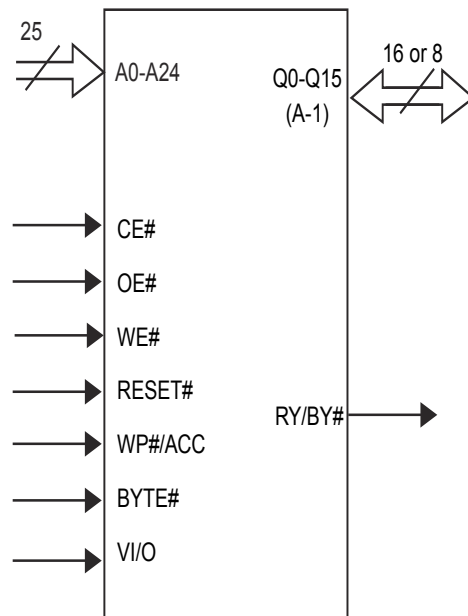 25
16 or 8
A0-A24
Q0-Q15
(A-1)
CE#
OE#
WE#
RESET#
RY/BY#
WP#/ACC
BYTE#
VI/O